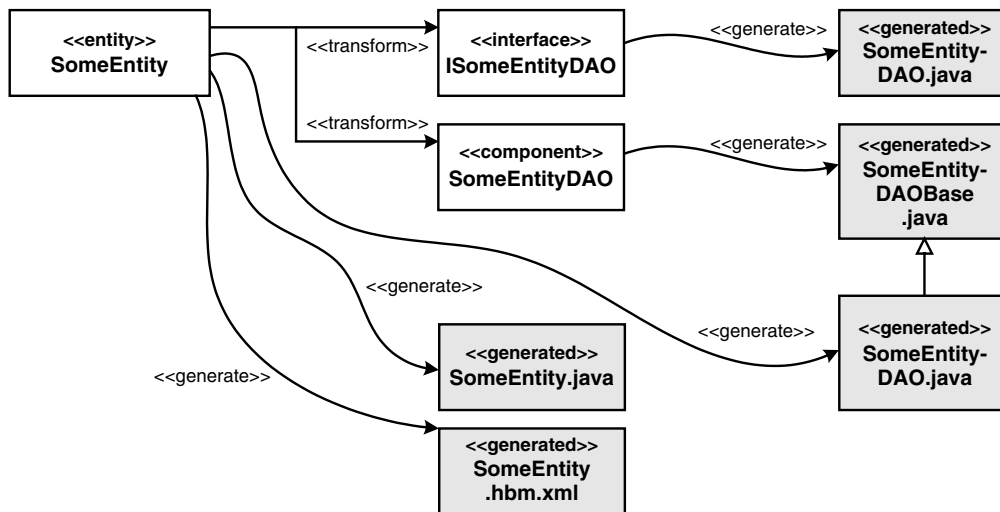 <<entity>>
SomeEntity
<<transform>>
<<interface>>
ISomeEntityDAO
<<generate>>
<<generated>>
SomeEntity-
DAO.java
<<transform>>
<<component>>
SomeEntityDAO
<<generate>>
<<generated>>
SomeEntity-
DAOBase
.java
<<generate>>
<<generate>>
<<generated>>
SomeEntity-
DAO.java
<<generate>>
<<generated>>
SomeEntity.java
<<generated>>
SomeEntity
.hbm.xml